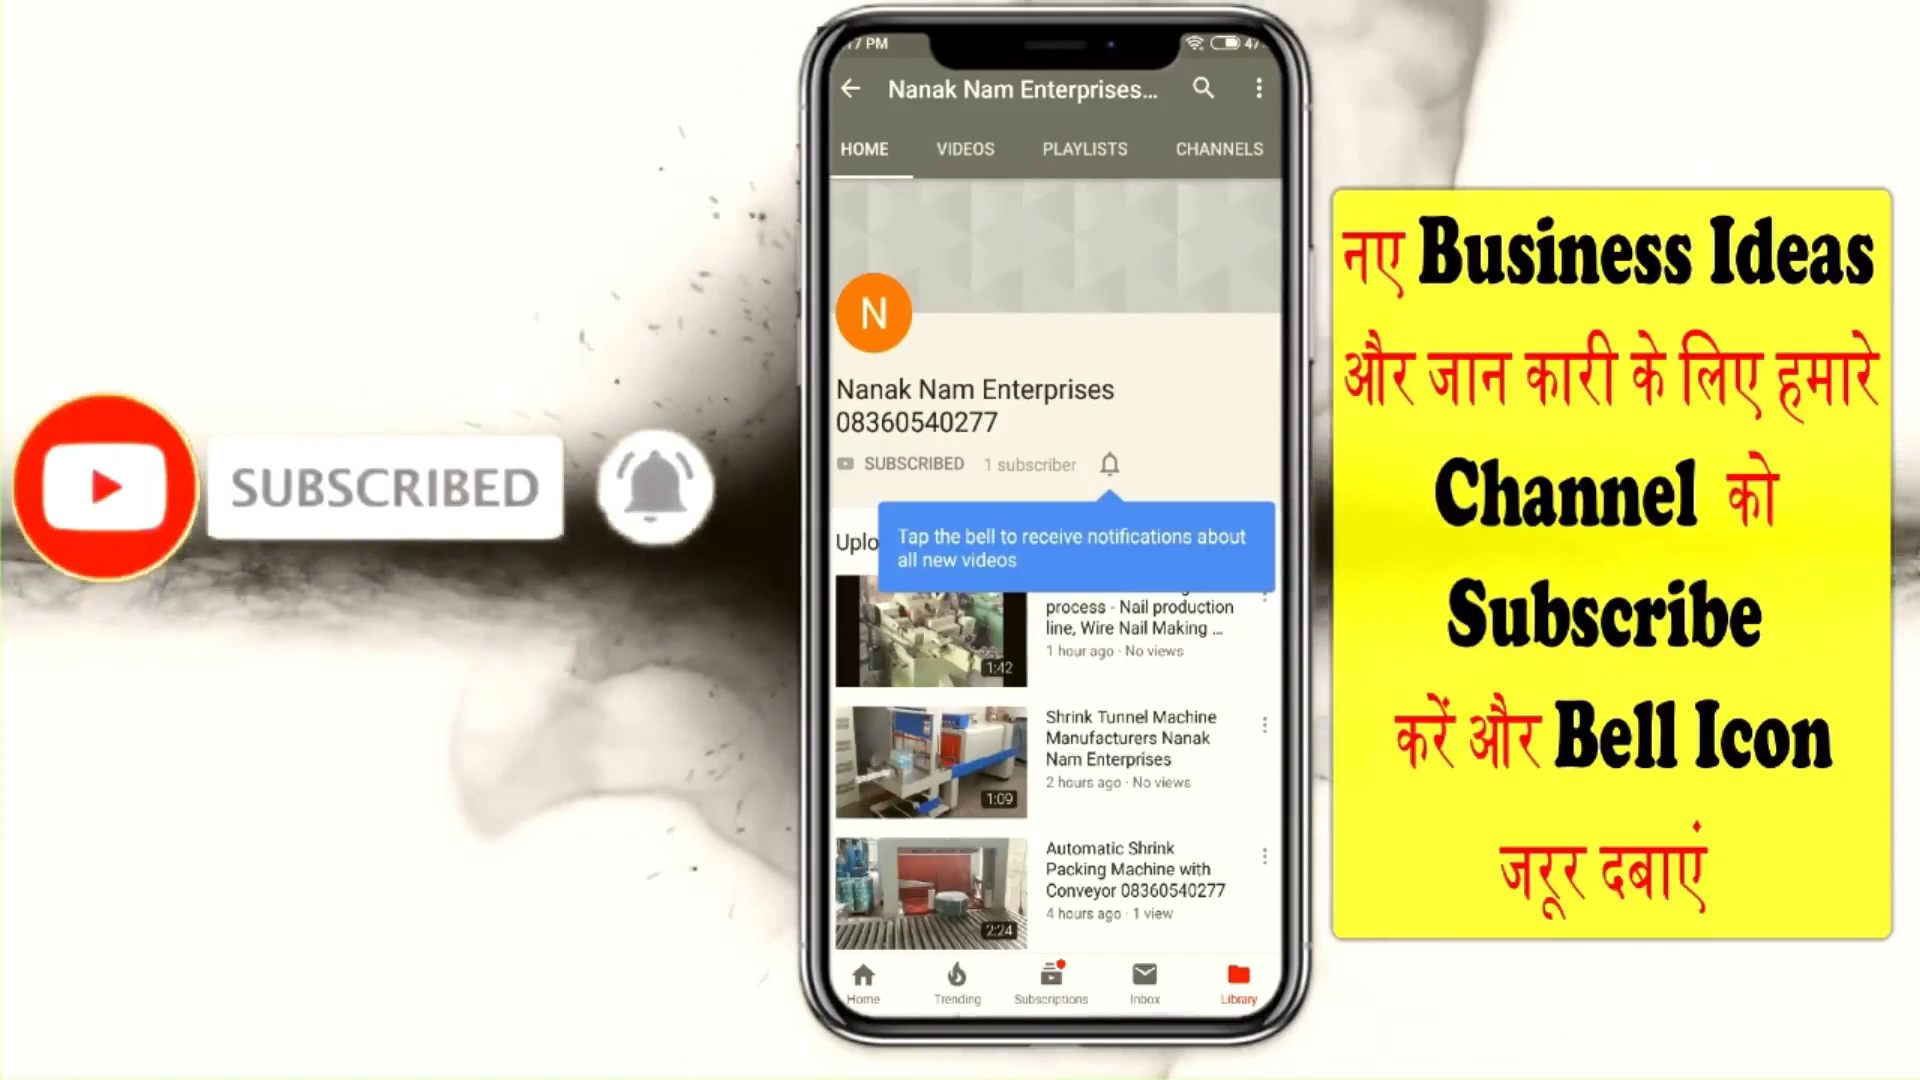 SUBSCRIBED
17 PM
47
Nanak Nam Enterprises...
HOME VIDEOS PLAYLISTS CHANNELS
N
Nanak Nam Enterprises
08360540277
SUBSCRIBED 1 subscriber
Tap the bell to receive notifications about
all new videos
Uplo
process - Nail production
line, Wire Nail Making ...
1 hour ago · No views
1:42
Shrink Tunnel Machine
Manufacturers Nanak
Nam Enterprises
2 hours ago · No views
1:09
Automatic Shrink
Packing Machine with
Conveyor 08360540277
4 hours ago · 1 view
2:24
Home Trending Subscriptions Inbox Library
नए Business Ideas
और जान कारी के लिए हमारे
Channel को
Subscribe
करें और Bell Icon
जरूर दबाएं